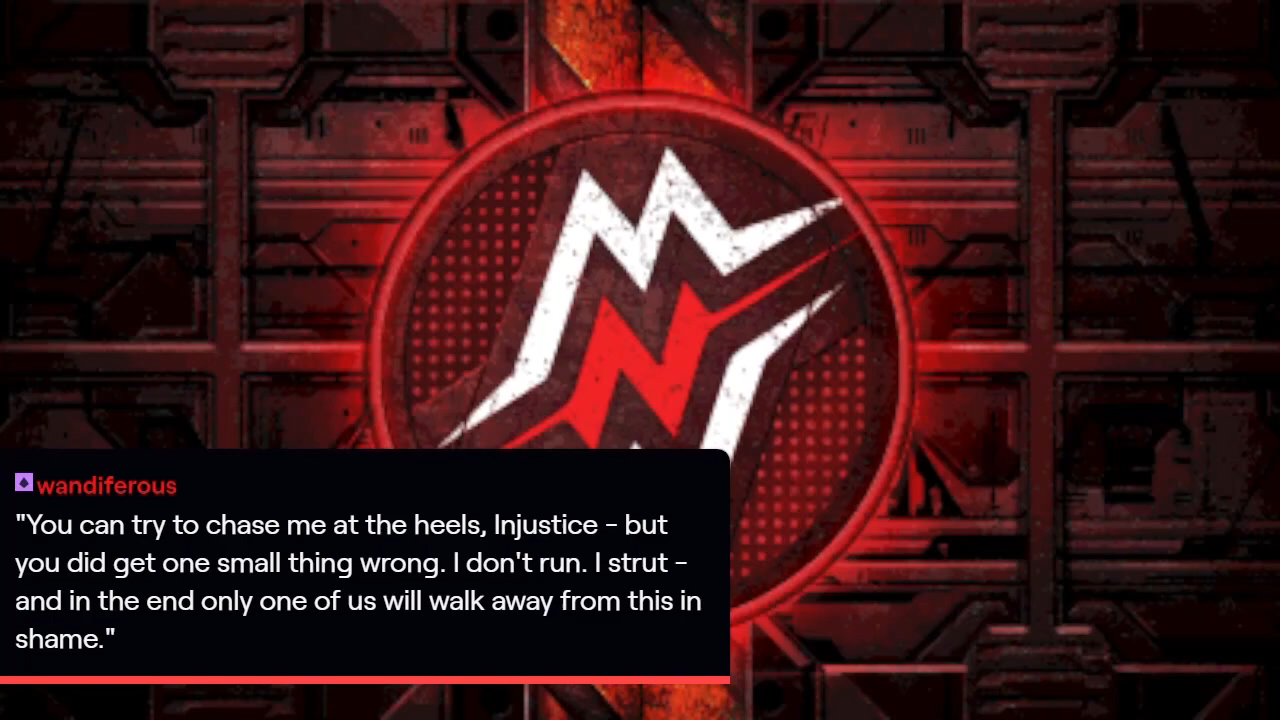 wandiferous
"You can try to chase me at the heels, Injustice - but
you did get one small thing wrong. I don't run. I strut -
and in the end only one of us will walk away from this in
shame."